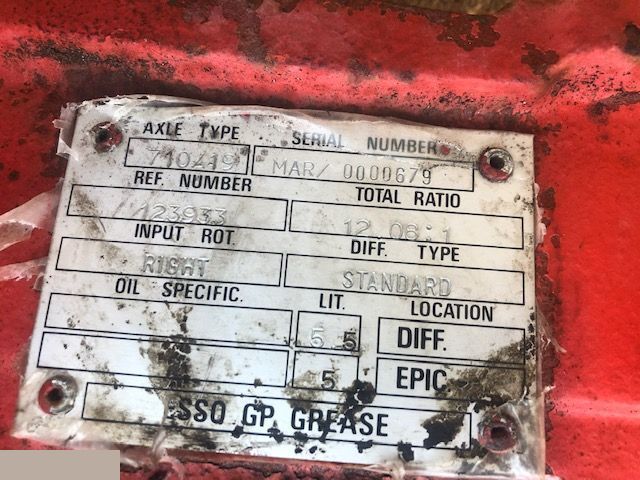 AXLE TYPE SERIAL NUMBER
710419 MAR/ 0000679
REF. NUMBER TOTAL RATIO
123933 12.08:1
INPUT ROT. DIFF. TYPE
RIGHT STANDARD
OIL SPECIFIC. LIT. LOCATION
5.5 DIFF.
5 EPIC.
ESSO GP GREASE